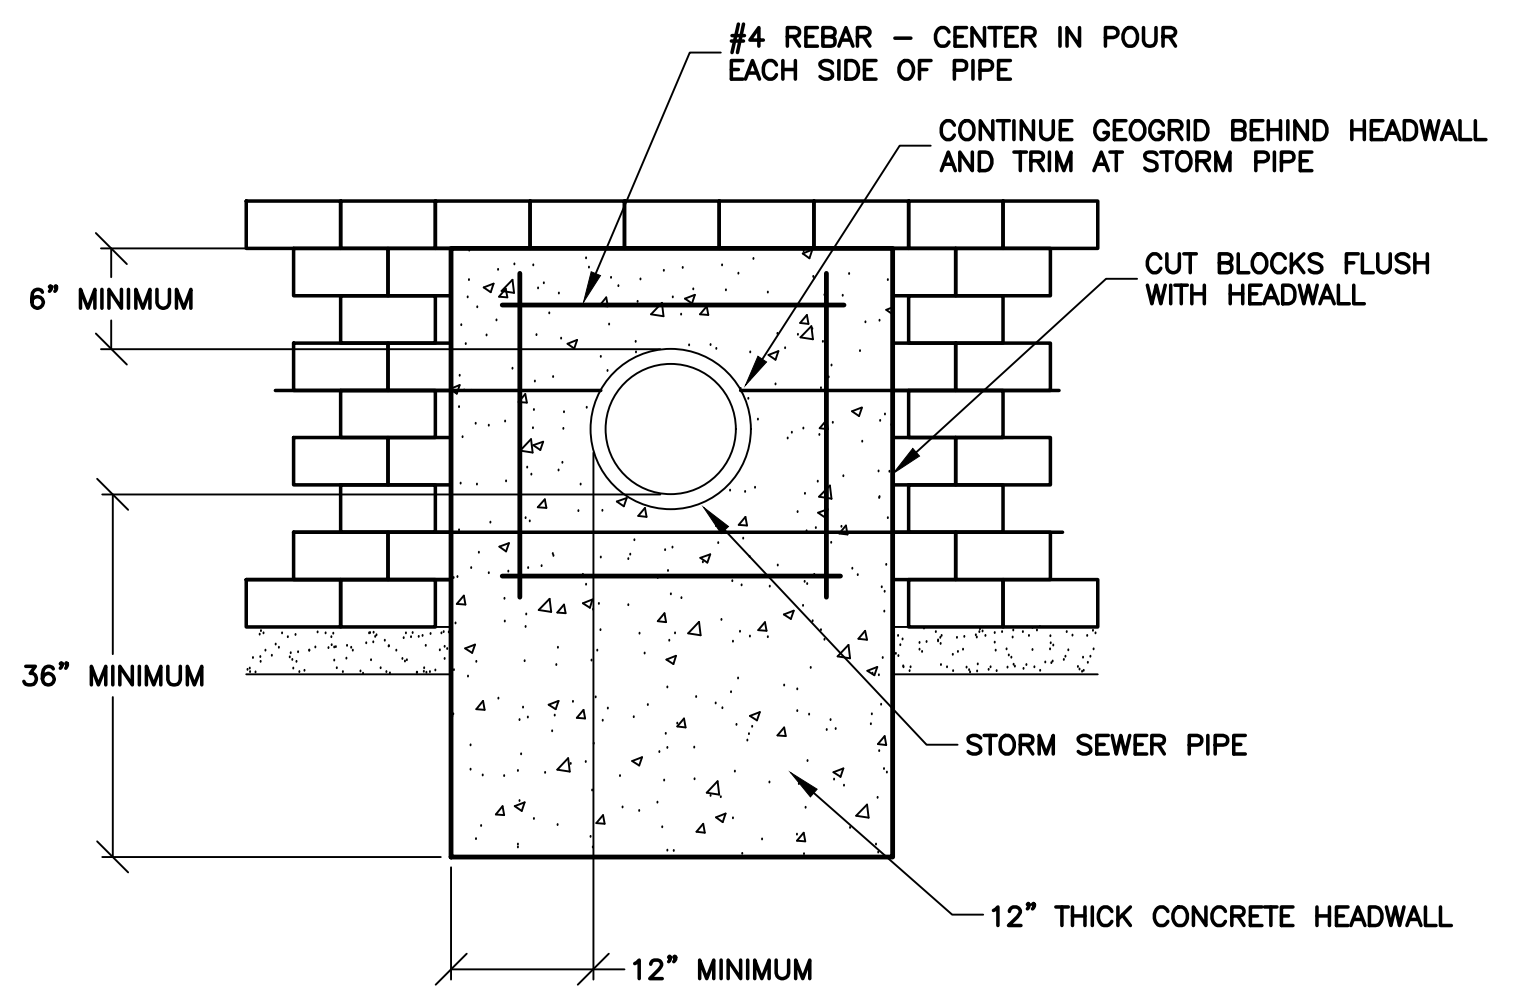 #4 REBAR – CENTER IN POUR
EACH SIDE OF PIPE
CONTINUE GEOGRID BEHIND HEADWALL
AND TRIM AT STORM PIPE
CUT BLOCKS FLUSH
WITH HEADWALL
6" MINIMUM
36" MINIMUM
STORM SEWER PIPE
12" THICK CONCRETE HEADWALL
12" MINIMUM